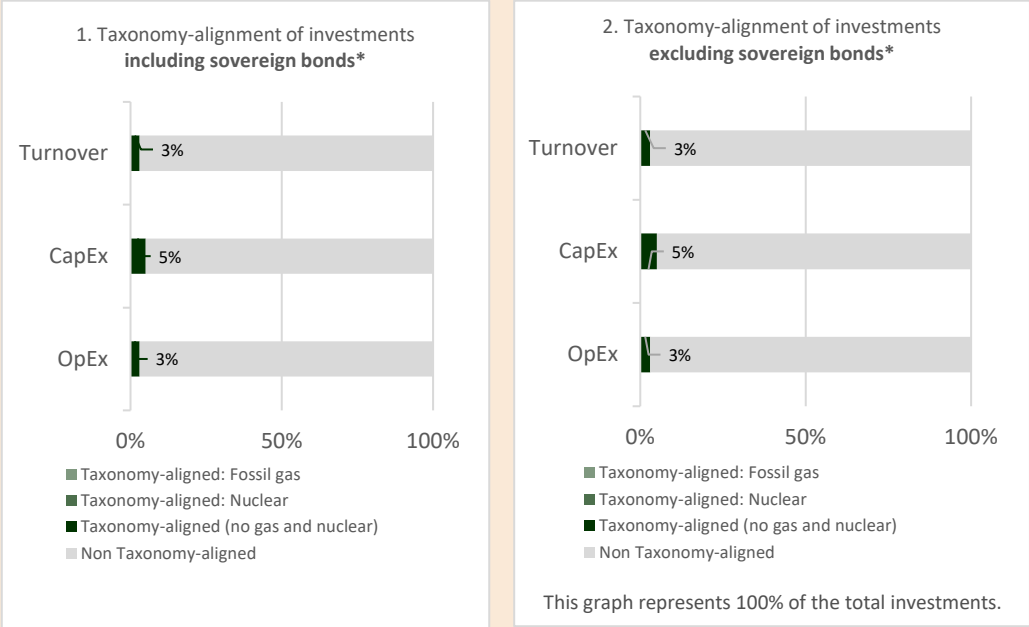 1. Taxonomy-alignment of investments
including sovereign bonds*
Turnover
3%
CapEx
5%
OpEx
3%
0%
50%
100%
Taxonomy-aligned: Fossil gas
Taxonomy-aligned: Nuclear
Taxonomy-aligned (no gas and nuclear)
Non Taxonomy-aligned
2. Taxonomy-alignment of investments
excluding sovereign bonds*
Turnover
3%
CapEx
5%
OpEx
3%
0%
50%
100%
Taxonomy-aligned: Fossil gas
Taxonomy-aligned: Nuclear
Taxonomy-aligned (no gas and nuclear)
Non Taxonomy-aligned
This graph represents 100% of the total investments.